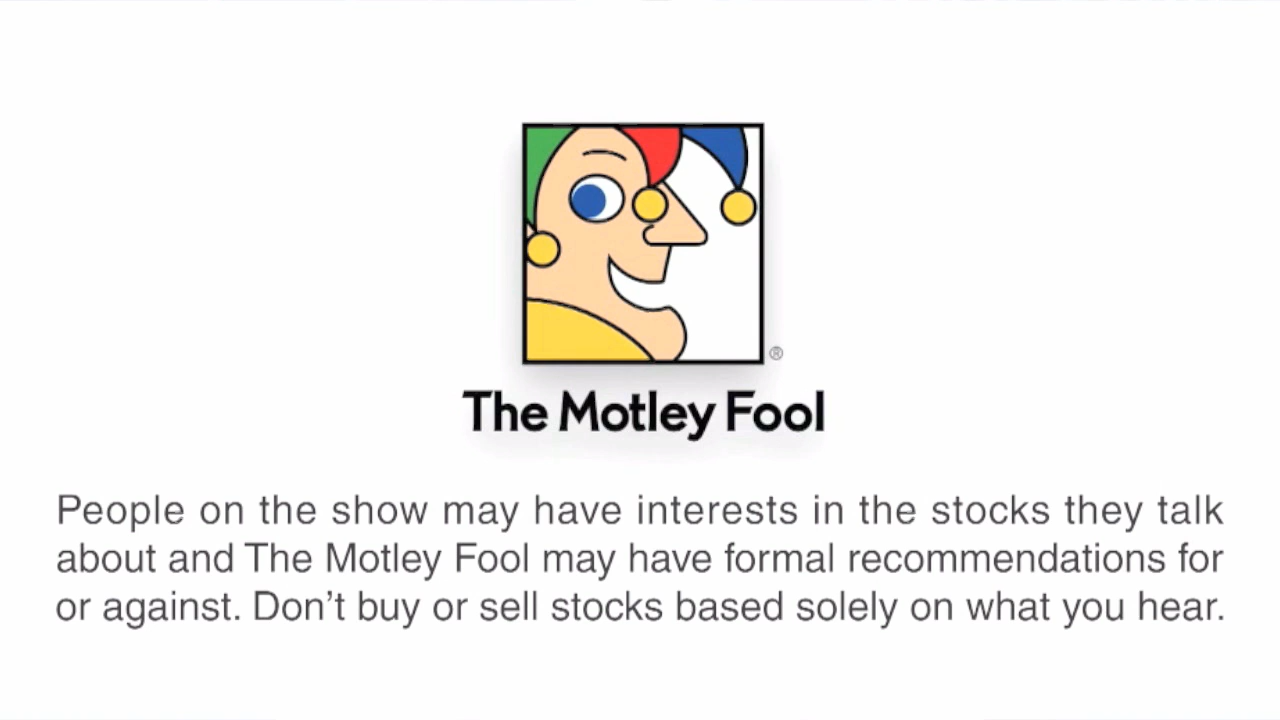 ®
The Motley Fool
People on the show may have interests in the stocks they talk
about and The Motley Fool may have formal recommendations for
or against. Don’t buy or sell stocks based solely on what you hear.